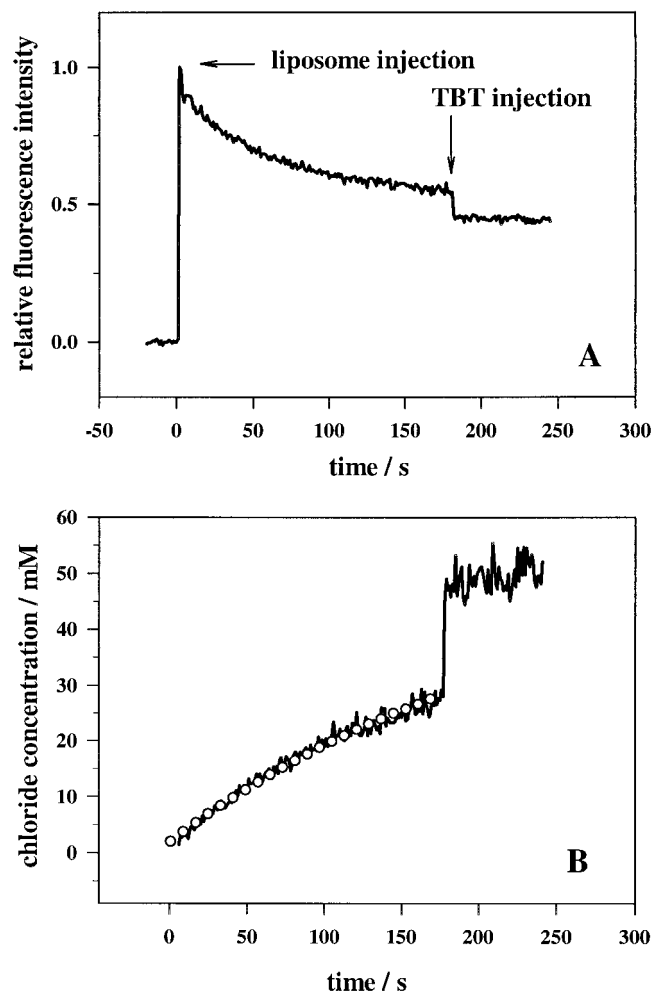 relative fluorescence intensity
1.0
0.5
0.0
liposome injection
TBT injection
A
-50 0 50 100 150 200 250 300
time / s
chloride concentration / mM
60
50
40
30
20
10
0
B
0 50 100 150 200 250 300
time / s